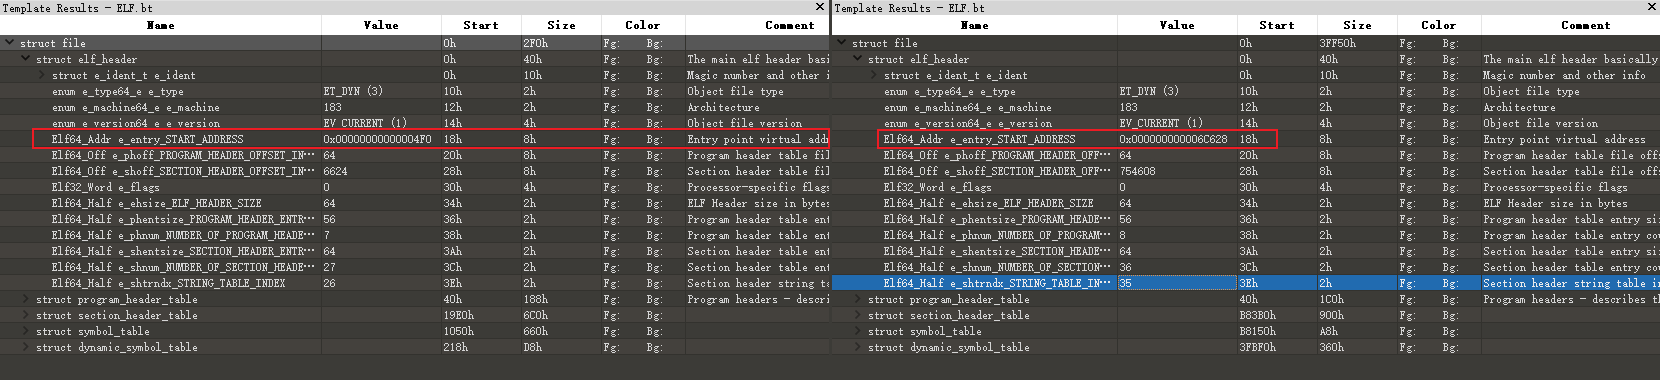 Template Results - ELF.bt
Name Value Start Size Color Comment
struct file 0h 2F0h Fg: Bg:
struct elf_header 0h 40h Fg: Bg: The main elf header basi
struct e_ident_t e_ident 0h 10h Fg: Bg: Magic number and other i
enum e_type64_e e_type ET_DYN (3) 10h 2h Fg: Bg: Object file type
enum e_machine64_e e_machine 183 12h 2h Fg: Bg: Architecture
enum e_version64_e e_version EV_CURRENT (1) 14h 4h Fg: Bg: Object file version
Elf64_Addr e_entry_START_ADDRESS 0x00000000000004F0 18h 8h Fg: Bg: Entry point virtual add
Elf64_Off e_phoff_PROGRAM_HEADER_OFFSET_IN··· 64 20h 8h Fg: Bg: Program header table fil
Elf64_Off e_shoff_SECTION_HEADER_OFFSET_IN··· 6624 28h 8h Fg: Bg: Section header table fil
Elf32_Word e_flags 0 30h 4h Fg: Bg: Processor-specific flags
Elf64_Half e_ehsize_ELF_HEADER_SIZE 64 34h 2h Fg: Bg: ELF Header size in bytes
Elf64_Half e_phentsize_PROGRAM_HEADER_ENTR··· 56 36h 2h Fg: Bg: Program header table ent
Elf64_Half e_phnum_NUMBER_OF_PROGRAM_HEADE··· 7 38h 2h Fg: Bg: Program header table ent
Elf64_Half e_shentsize_SECTION_HEADER_ENTR··· 64 3Ah 2h Fg: Bg: Section header table ent
Elf64_Half e_shnum_NUMBER_OF_SECTION_HEADE··· 27 3Ch 2h Fg: Bg: Section header table ent
Elf64_Half e_shtrndx_STRING_TABLE_INDEX 26 3Eh 2h Fg: Bg: Section header string ta
struct program_header_table 40h 188h Fg: Bg: Program headers - descri
struct section_header_table 19E0h 6C0h Fg: Bg:
struct symbol_table 1050h 660h Fg: Bg:
struct dynamic_symbol_table 218h D8h Fg: Bg:
Template Results - ELF.bt
Name Value Start Size Color Comment
struct file 0h 3FF50h Fg: Bg:
struct elf_header 0h 40h Fg: Bg: The main elf header basically
struct e_ident_t e_ident 0h 10h Fg: Bg: Magic number and other info
enum e_type64_e e_type ET_DYN (3) 10h 2h Fg: Bg: Object file type
enum e_machine64_e e_machine 183 12h 2h Fg: Bg: Architecture
enum e_version64_e e_version EV_CURRENT (1) 14h 4h Fg: Bg: Object file version
Elf64_Addr e_entry_START_ADDRESS 0x000000000006C628 18h 8h Fg: Bg: Entry point virtual address
Elf64_Off e_phoff_PROGRAM_HEADER_OFF··· 64 20h 8h Fg: Bg: Program header table file offs
Elf64_Off e_shoff_SECTION_HEADER_OFF··· 754608 28h 8h Fg: Bg: Section header table file offs
Elf32_Word e_flags 0 30h 4h Fg: Bg: Processor-specific flags
Elf64_Half e_ehsize_ELF_HEADER_SIZE 64 34h 2h Fg: Bg: ELF Header size in bytes
Elf64_Half e_phentsize_PROGRAM_HEADE··· 56 36h 2h Fg: Bg: Program header table entry siz
Elf64_Half e_phnum_NUMBER_OF_PROGRAM··· 8 38h 2h Fg: Bg: Program header table entry cou
Elf64_Half e_shentsize_SECTION_HEADE··· 64 3Ah 2h Fg: Bg: Section header table entry siz
Elf64_Half e_shnum_NUMBER_OF_SECTION··· 36 3Ch 2h Fg: Bg: Section header table entry cou
Elf64_Half e_shtrndx_STRING_TABLE_IN··· 35 3Eh 2h Fg: Bg: Section header string table in
struct program_header_table 40h 1C0h Fg: Bg: Program headers - describes th
struct section_header_table B83B0h 900h Fg: Bg:
struct symbol_table B8150h A8h Fg: Bg:
struct dynamic_symbol_table 3FBF0h 360h Fg: Bg: